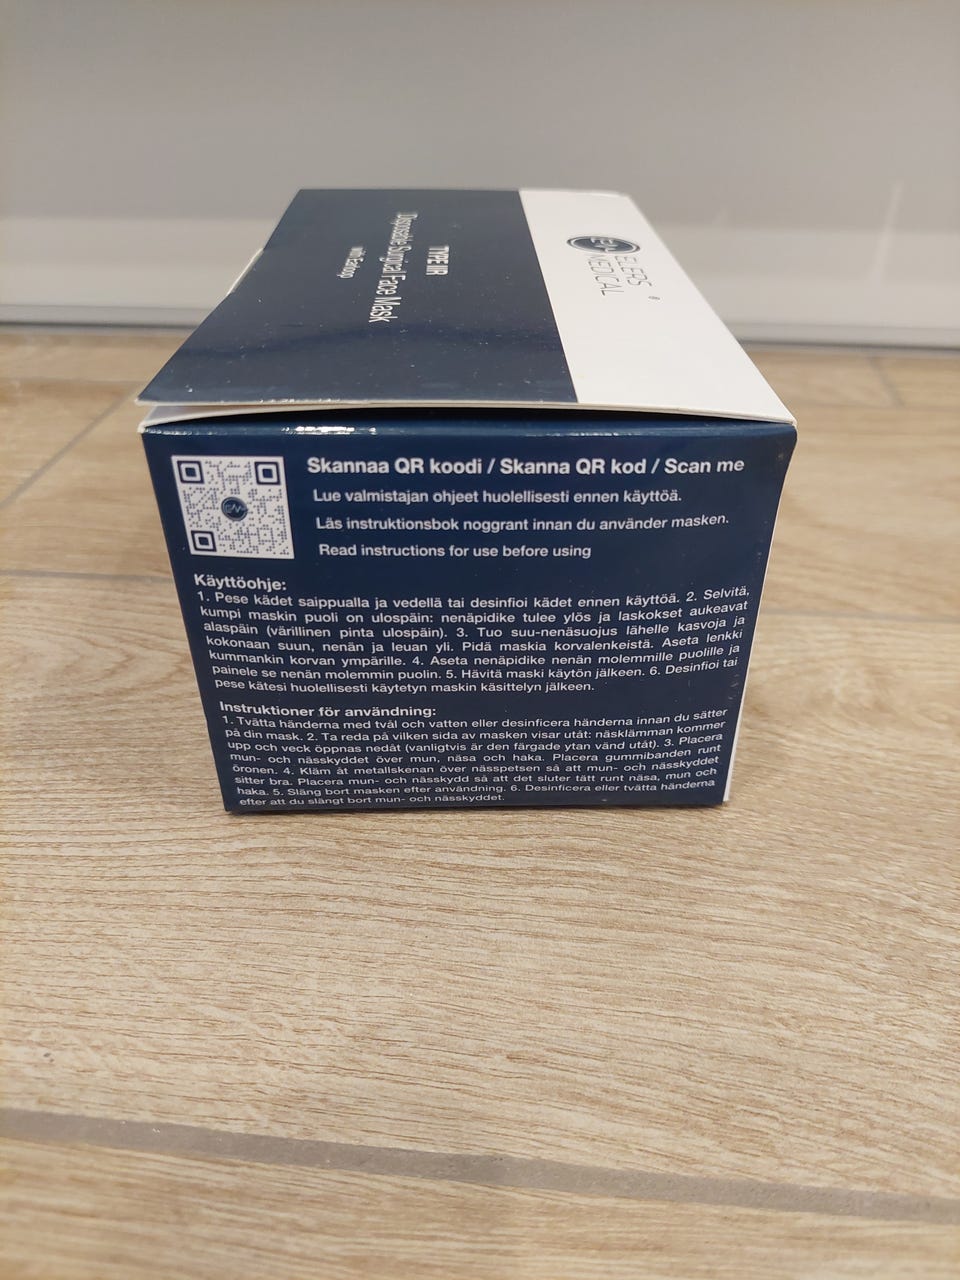 ELERS
MEDICAL
®
TYPE IIR
Disposable Surgical Face Mask
with Earloop
Skannaa QR koodi / Skanna QR kod / Scan me
Lue valmistajan ohjeet huolellisesti ennen käyttöä.
Läs instruktionsbok noggrant innan du använder masken.
Read instructions for use before using
Käyttöohje:
1. Pese kädet saippualla ja vedellä tai desinfioi kädet ennen käyttöä. 2. Selvitä,
kumpi maskin puoli on ulospäin: nenäpidike tulee ylös ja laskokset aukeavat
alaspäin (värillinen pinta ulospäin). 3. Tuo suu-nenäsuojus lähelle kasvoja ja
kokonaan suun, nenän ja leuan yli. Pidä maskia korvalenkeistä. Aseta lenkki
kummankin korvan ympärille. 4. Aseta nenäpidike nenän molemmille puolille ja
painele se nenän molemmin puolin. 5. Hävitä maski käytön jälkeen. 6. Desinfioi tai
pese kätesi huolellisesti käytetyn maskin käsittelyn jälkeen.
Instruktioner för användning:
1. Tvätta händerna med tvål och vatten eller desinficera händerna innan du sätter
på din mask. 2. Ta reda på vilken sida av masken visar utåt: näsklämman kommer
upp och veck öppnas nedåt (vanligtvis är den färgade ytan vänd utåt). 3. Placera
mun- och nässkyddet över mun, näsa och haka. Placera gummibanden runt
öronen. 4. Kläm åt metallskenan över nässpetsen så att mun- och nässkyddet
sitter bra. Placera mun- och nässkydd så att det sluter tätt runt näsa, mun och
haka. 5. Släng bort masken efter användning. 6. Desinficera eller tvätta händerna
efter att du slängt bort mun- och nässkyddet.